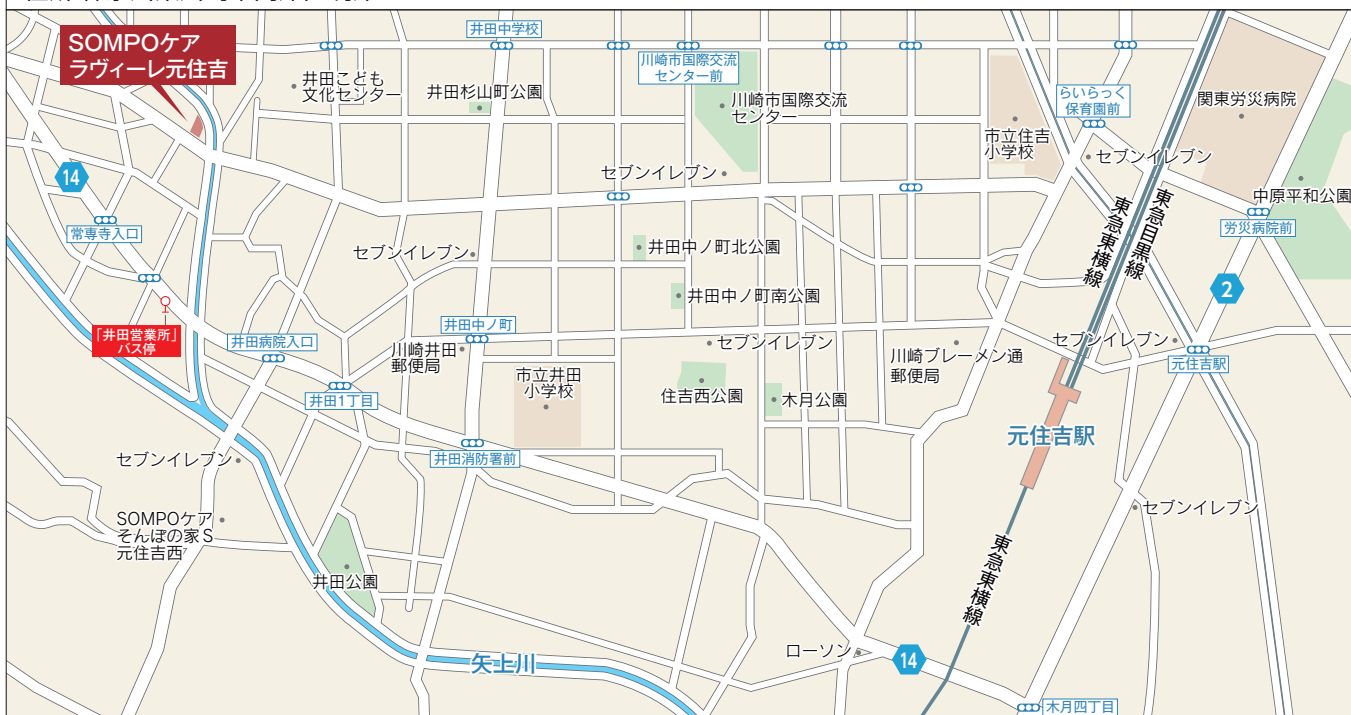 SOMPOケア
ラヴィーレ元住吉
井田中学校
井田こども
文化センター
井田杉山町公園
川崎市国際交流
センター前
川崎市国際交流
センター
らいらっく
保育園前
関東労災病院
市立住吉
小学校
セブンイレブン
セブンイレブン
中原平和公園
14
常専寺入口
東急目黒線
東急東横線
労災病院前
セブンイレブン
井田中ノ町北公園
2
井田中ノ町南公園
「井田営業所」
バス停
井田病院入口
井田中ノ町
川崎井田
郵便局
セブンイレブン
川崎ブレーメン通
郵便局
セブンイレブン
元住吉駅
市立井田
小学校
住吉西公園
木月公園
井田1丁目
元住吉駅
セブンイレブン
井田消防署前
SOMPOケア
そんぽの家S
元住吉西
セブンイレブン
東急東横線
井田公園
矢上川
ローソン
14
木月四丁目